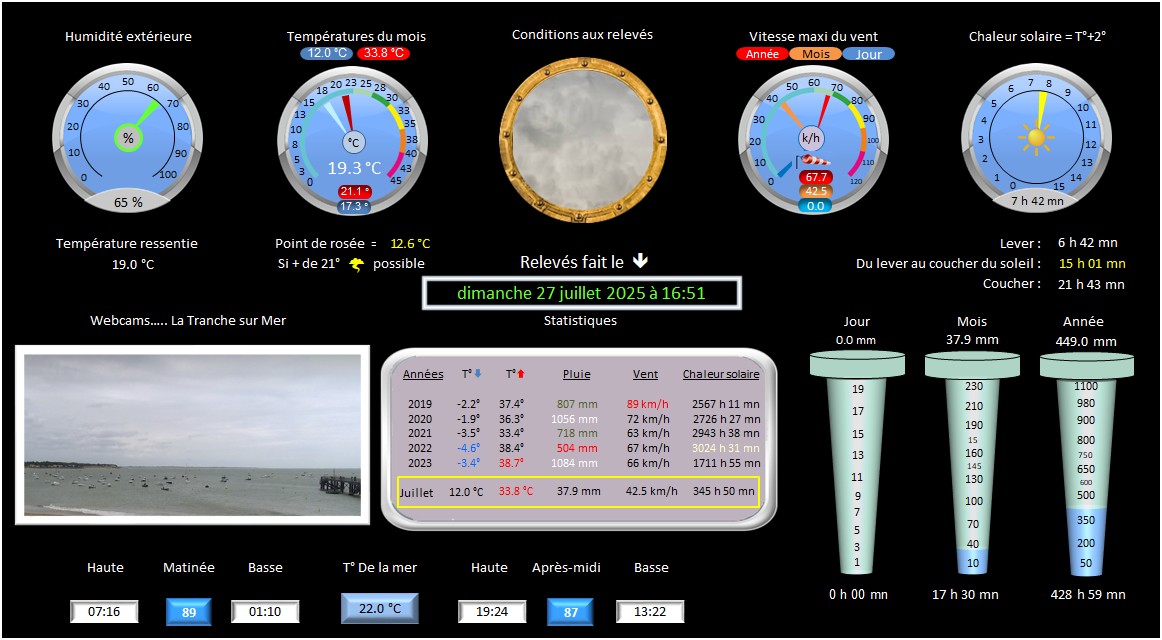 Humidité extérieure
Températures du mois
12.0 °C 33.8 °C
Conditions aux relevés
Vitesse maxi du vent
Année Mois Jour
Chaleur solaire = T°+2°
0 10 20 30 40 50 60 70 80 90 100
%
65 %
0 3 5 8 10 13 15 18 20 23 25 28 30 33 35 38 40 43 45
°C
19.3 °C
21.1 °
17.3 °
0 10 20 30 40 50 60 70 80 90 100 110 120
k/h
67.7
42.5
0.0
0 1 2 3 4 5 6 7 8 9 10 11 12 13 14 15
7 h 42 mn
Température ressentie
19.0 °C
Point de rosée = 12.6 °C
Si + de 21° possible
Relevés fait le
dimanche 27 juillet 2025 à 16:51
Lever : 6 h 42 mn
Du lever au coucher du soleil : 15 h 01 mn
Coucher : 21 h 43 mn
Webcams..... La Tranche sur Mer
Statistiques
Années T° T° Pluie Vent Chaleur solaire
2019 -2.2° 37.4° 807 mm 89 km/h 2567 h 11 mn
2020 -1.9° 36.3° 1056 mm 72 km/h 2726 h 27 mn
2021 -3.5° 33.4° 718 mm 63 km/h 2943 h 38 mn
2022 -4.6° 38.4° 504 mm 67 km/h 3024 h 31 mn
2023 -3.4° 38.7° 1084 mm 66 km/h 1711 h 55 mn
Juillet 12.0 °C 33.8 °C 37.9 mm 42.5 km/h 345 h 50 mn
Jour
0.0 mm
19
17
15
13
11
9
7
5
3
1
0 h 00 mn
Mois
37.9 mm
230
210
190
15
160
145
130
100
70
40
10
17 h 30 mn
Année
449.0 mm
1100
980
900
800
750
650
600
500
350
200
50
428 h 59 mn
Haute Matinée Basse
07:16 89 01:10
T° De la mer
22.0 °C
Haute Après-midi Basse
19:24 87 13:22